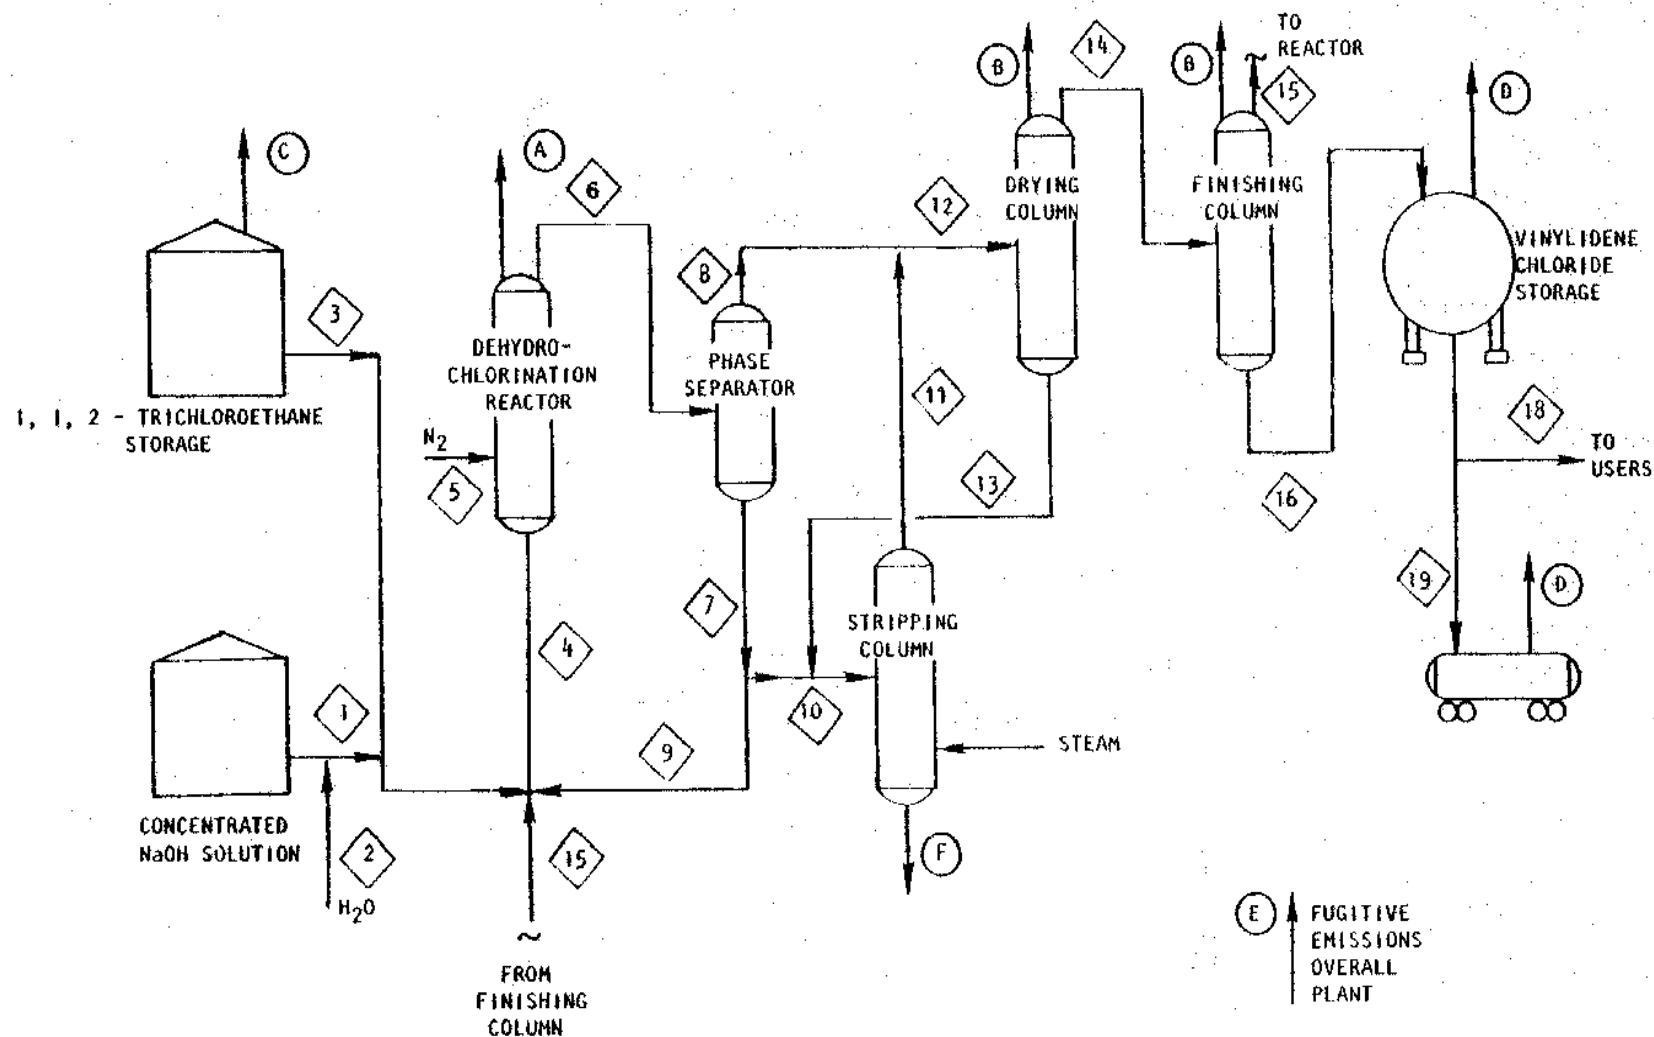 TO
REACTOR
B
14
B
15
D
C
A
6
12
DRYING
COLUMN
FINISHING
COLUMN
8
VINYLIDENE
CHLORIDE
STORAGE
3
DEHYDRO-
CHLORINATION
REACTOR
PHASE
SEPARATOR
11
1, 1, 2 - TRICHLOROETHANE
STORAGE
N2
5
13
16
18
TO
USERS
7
4
STRIPPING
COLUMN
19
D
1
10
9
STEAM
CONCENTRATED
NaOH SOLUTION
2
H2O
15
F
FROM
FINISHING
COLUMN
E
FUGITIVE
EMISSIONS
OVERALL
PLANT